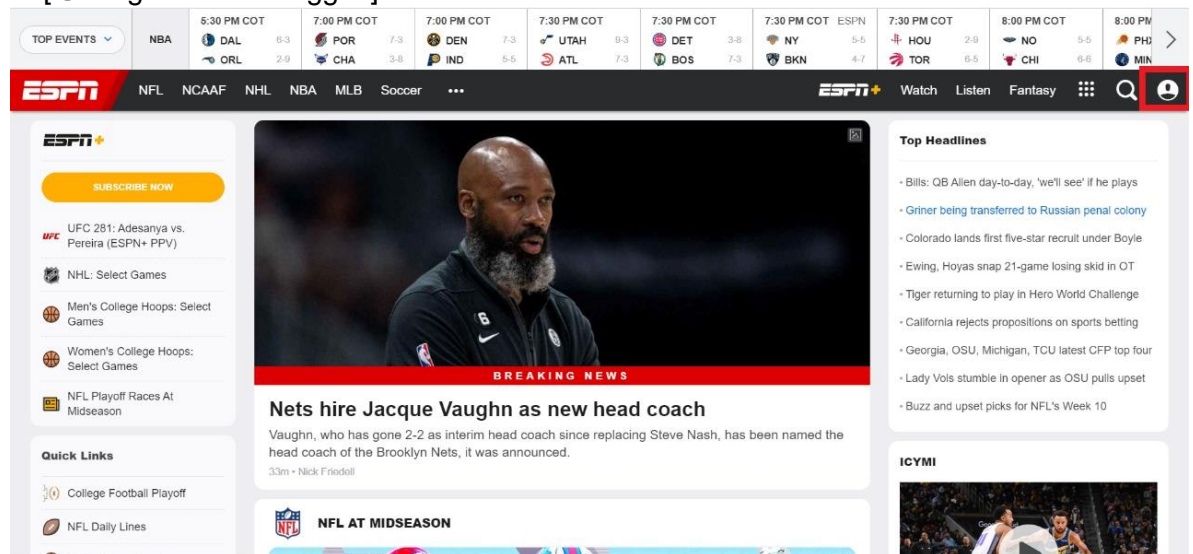 5:30 PM COT 7:00 PM COT 7:00 PM COT 7:30 PM COT 7:30 PM COT 7:30 PM COT ESPN 7:30 PM COT 8:00 PM COT 8:00 PM
TOP EVENTS NBA
DAL 6-3 POR 7-3 DEN 7-3 UTAH 9-3 DET 3-8 NY 5-5 HOU 2-9 NO 5-5 PHX
ORL 2-9 CHA 3-8 IND 5-5 ATL 7-3 BOS 7-3 BKN 4-7 TOR 6-5 CHI 6-6 MIN
ESPN NFL NCAAF NHL NBA MLB Soccer ••• ESPN+ Watch Listen Fantasy
ESPN+
SUBSCRIBE NOW
UFC
UFC 281: Adesanya vs.
Pereira (ESPN+ PPV)
NHL: Select Games
Men's College Hoops: Select
Games
Women's College Hoops:
Select Games
NFL Playoff Races At
Midseason
Quick Links
College Football Playoff
NFL Daily Lines
6
BREAKING NEWS
Nets hire Jacque Vaughn as new head coach
Vaughn, who has gone 2-2 as interim head coach since replacing Steve Nash, has been named the
head coach of the Brooklyn Nets, it was announced.
33m • Nick Friedell
NFL
NFL AT MIDSEASON
Top Headlines
- Bills: QB Allen day-to-day, 'we'll see' if he plays
- Griner being transferred to Russian penal colony
- Colorado lands first five-star recruit under Boyle
- Ewing, Hoyas snap 21-game losing skid in OT
- Tiger returning to play in Hero World Challenge
- California rejects propositions on sports betting
- Georgia, OSU, Michigan, TCU latest CFP top four
- Lady Vols stumble in opener as OSU pulls upset
- Buzz and upset picks for NFL's Week 10
ICYMI